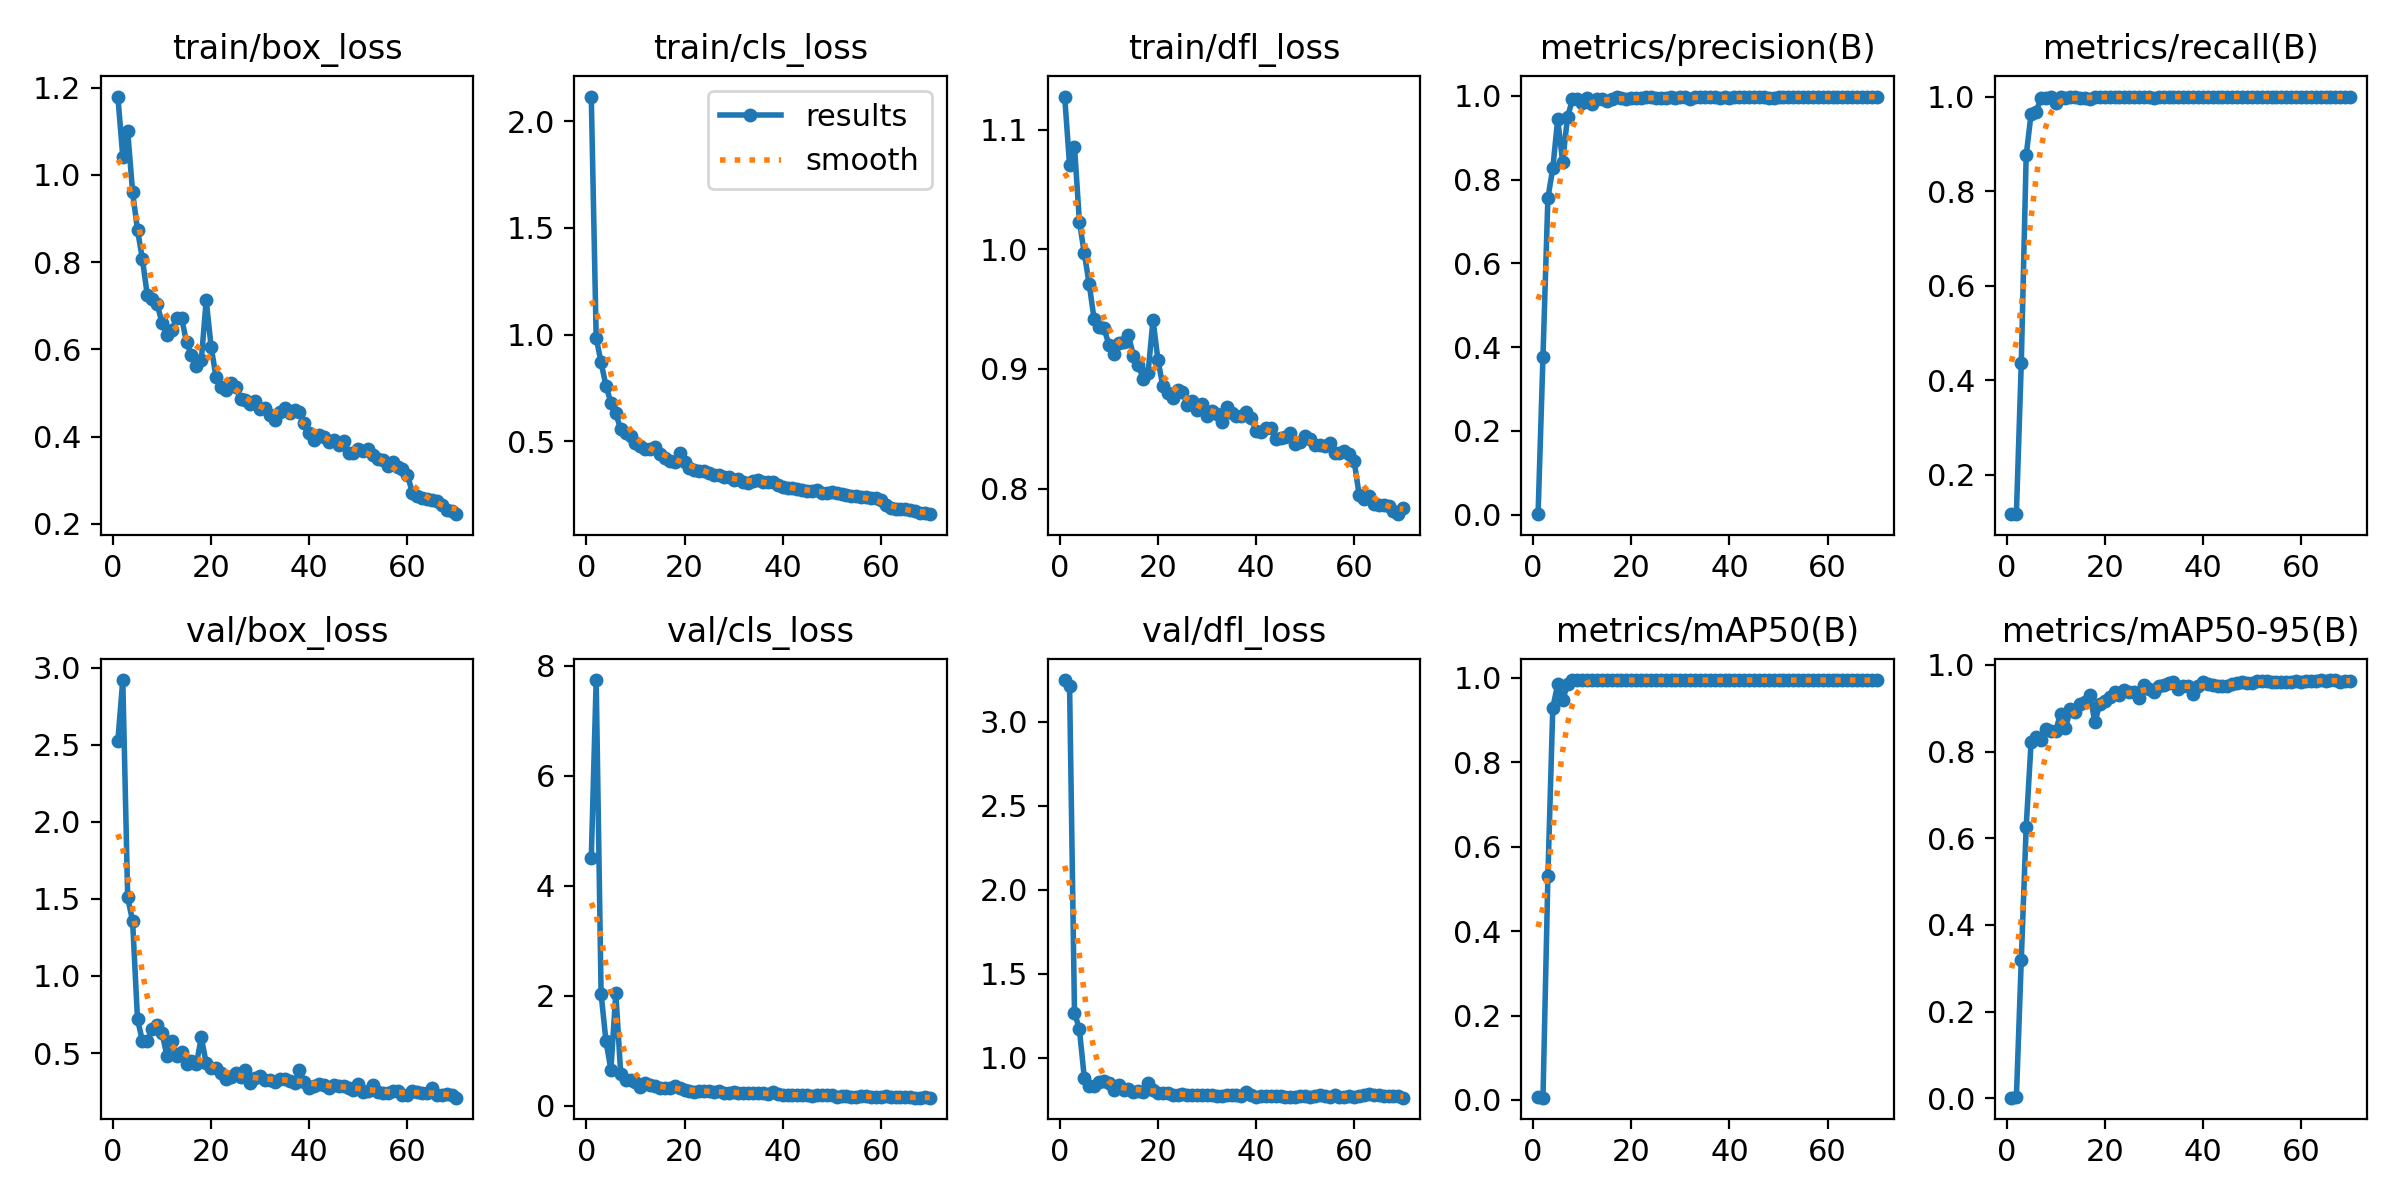 train/box_loss
train/cls_loss
train/dfl_loss
metrics/precision(B)
metrics/recall(B)
1.2
1.0
0.8
0.6
0.4
0.2
0 20 40 60
results
smooth
2.0
1.5
1.0
0.5
0 20 40 60
1.1
1.0
0.9
0.8
0 20 40 60
1.0
0.8
0.6
0.4
0.2
0.0
0 20 40 60
1.0
0.8
0.6
0.4
0.2
0 20 40 60
val/box_loss
val/cls_loss
val/dfl_loss
metrics/mAP50(B)
metrics/mAP50-95(B)
3.0
2.5
2.0
1.5
1.0
0.5
0 20 40 60
8
6
4
2
0
0 20 40 60
3.0
2.5
2.0
1.5
1.0
0 20 40 60
1.0
0.8
0.6
0.4
0.2
0.0
0 20 40 60
1.0
0.8
0.6
0.4
0.2
0.0
0 20 40 60